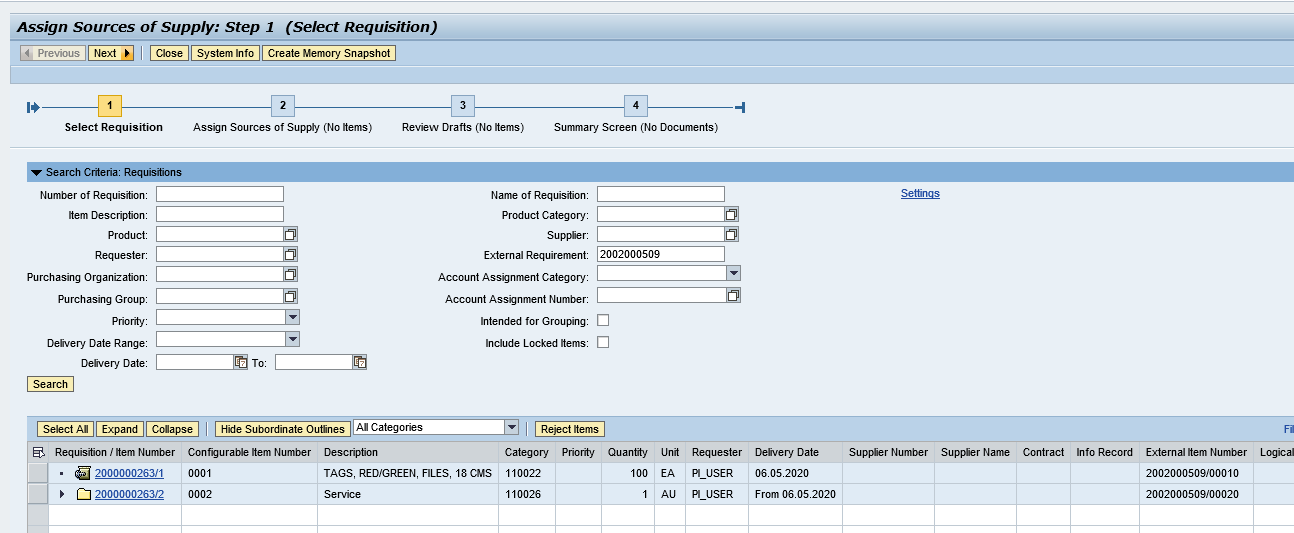 Assign Sources of Supply: Step 1 (Select Requisition)
Previous Next Close System Info Create Memory Snapshot
1 2 3 4
Select Requisition Assign Sources of Supply (No Items) Review Drafts (No Items) Summary Screen (No Documents)
Search Criteria: Requisitions
Number of Requisition: Name of Requisition: Settings
Item Description: Product Category:
Product: Supplier:
Requester: External Requirement: 2002000509
Purchasing Organization: Account Assignment Category:
Purchasing Group: Account Assignment Number:
Priority: Intended for Grouping:
Delivery Date Range: Include Locked Items:
Delivery Date: To:
Search
Select All Expand Collapse Hide Subordinate Outlines All Categories Reject Items
Requisition / Item Number Configurable Item Number Description Category Priority Quantity Unit Requester Delivery Date Supplier Number Supplier Name Contract Info Record External Item Number
2000000263/1 0001 TAGS, RED/GREEN, FILES, 18 CMS 110022 100 EA PI_USER 06.05.2020 2002000509/00010
2000000263/2 0002 Service 110026 1 AU PI_USER From 06.05.2020 2002000509/00020